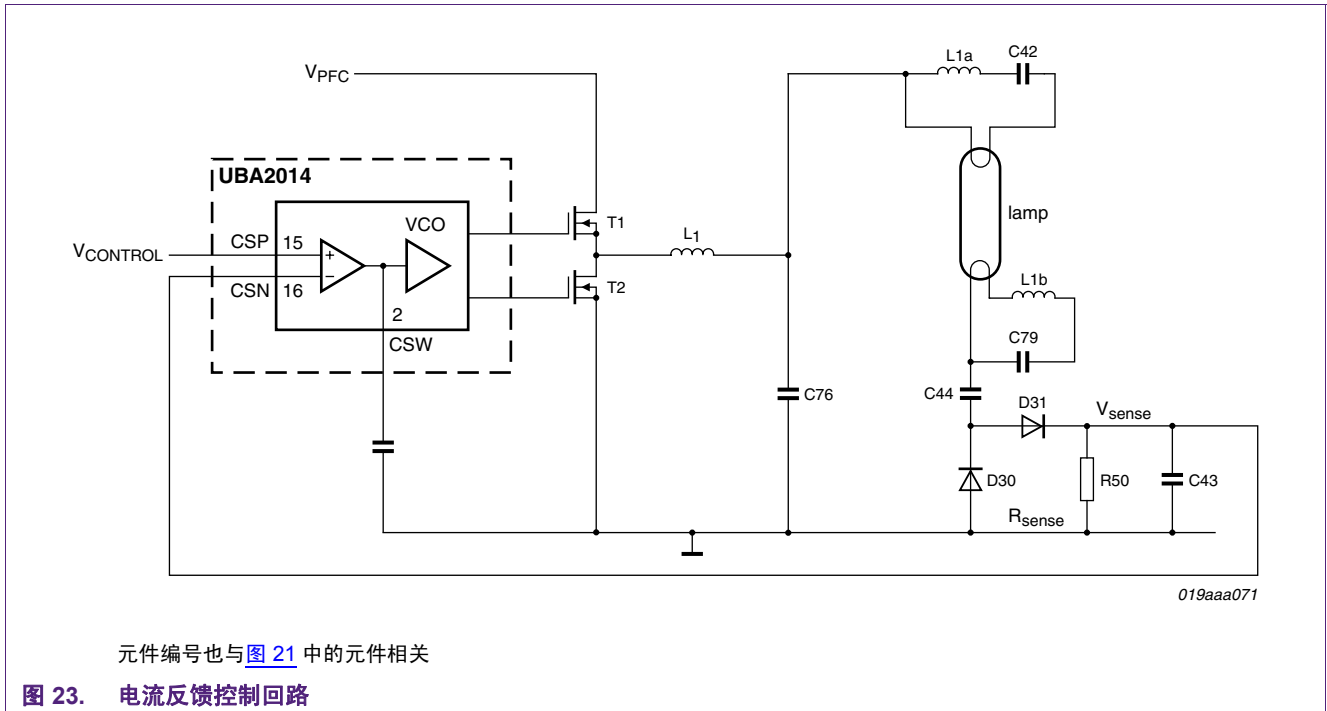 L1a
C42
VPFC
UBA2014
VCO
T1
lamp
L1
VCONTROL
CSP
15
+
CSN
16
−
T2
L1b
2
CSW
C79
C76
C44
D31
Vsense
D30
R50
C43
Rsense
019aaa071
元件编号也与图 21 中的元件相关
图 23. 电流反馈控制回路